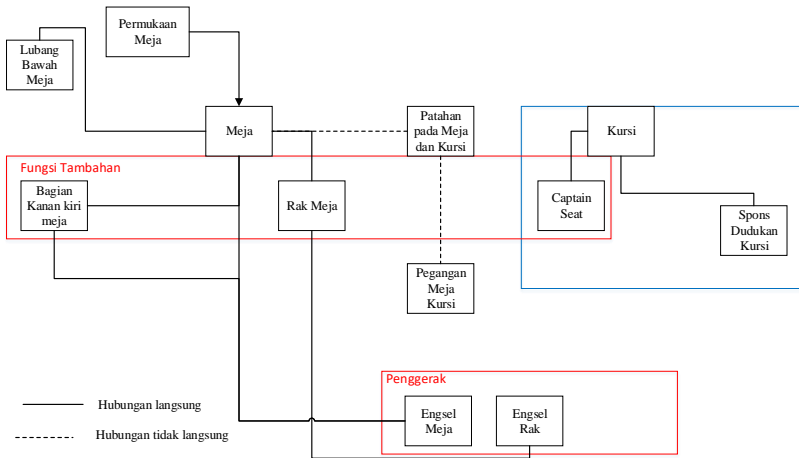 Permukaan
Meja
Lubang
Bawah
Meja
Meja
Patahan
pada Meja
dan Kursi
Kursi
Fungsi Tambahan
Bagian
Kanan kiri
meja
Rak Meja
Captain
Seat
Spons
Dudukan
Kursi
Pegangan
Meja
Kursi
Penggerak
Engsel
Meja
Engsel
Rak
Hubungan langsung
Hubungan tidak langsung